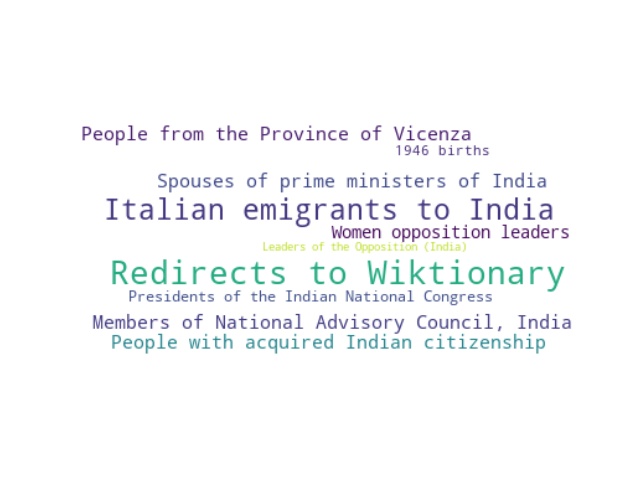 People from the Province of Vicenza
1946 births
Spouses of prime ministers of India
Italian emigrants to India
Women opposition leaders
Leaders of the Opposition (India)
Redirects to Wiktionary
Presidents of the Indian National Congress
Members of National Advisory Council, India
People with acquired Indian citizenship